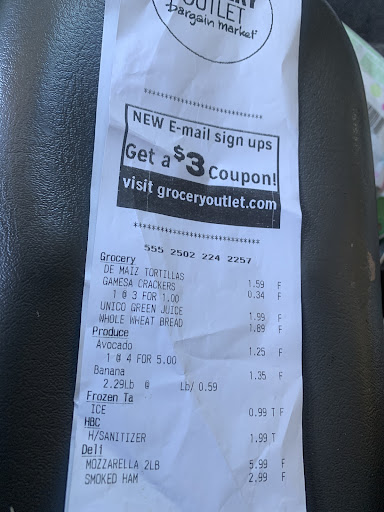 OUTLET
bargain market
****************************
NEW E-mail sign ups
Get a $3 Coupon!
visit groceryoutlet.com
****************************
555 2502 224 2257
Grocery
DE MAIZ TORTILLAS 1.59 F
GAMESA CRACKERS 0.34 F
1 @ 3 FOR 1.00
UNICO GREEN JUICE 1.99 F
WHOLE WHEAT BREAD 1.69 F
Produce
Avocado 1.25 F
1 @ 4 FOR 5.00
Banana 1.35 F
2.29Lb @ Lb/ 0.59
Frozen Ta
ICE 0.99 T F
HBC
H/SANITIZER 1.99 T
Deli
MOZZARELLA 2LB 5.99 F
SMOKED HAM 2.99 F